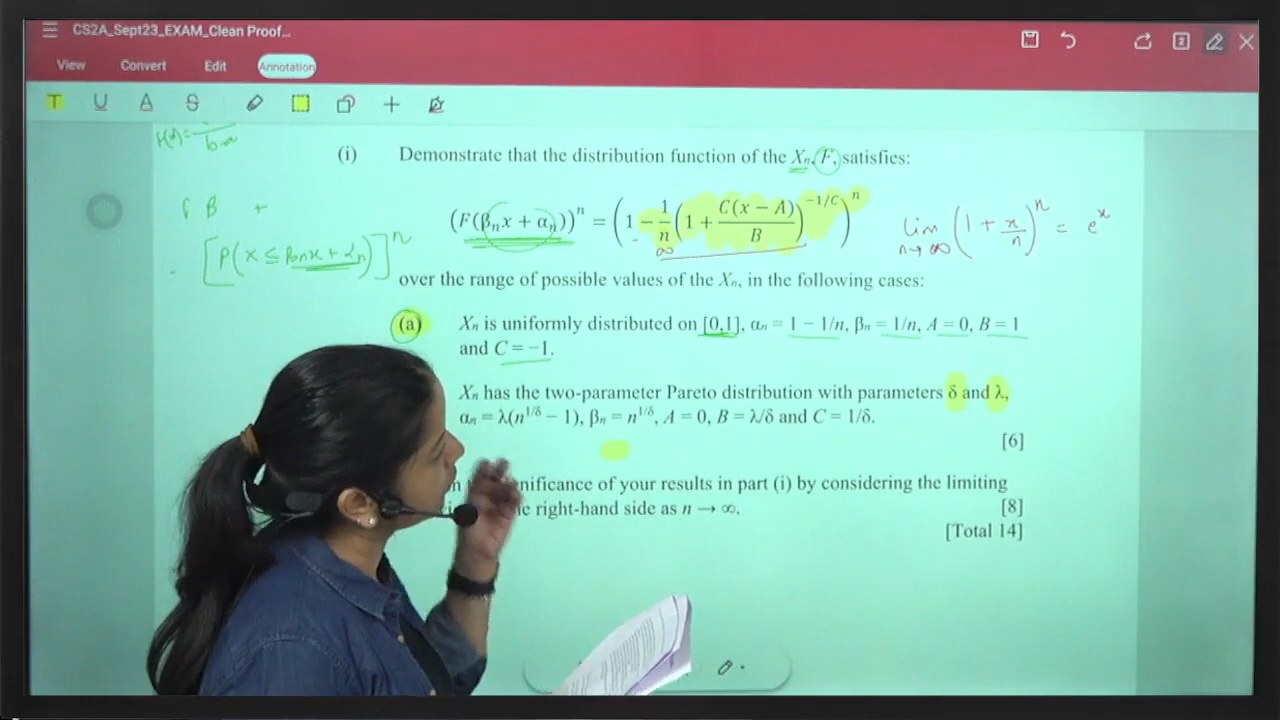 CS2A_Sept23_EXAM_Clean Proof...
View Convert Edit Annotation
(i) Demonstrate that the distribution function of the Xₙ, F, satisfies:
(F(βₙx + αₙ))ⁿ = (1 − 1/n (1 + C(x − A)/B)^(−1/C))ⁿ
lim n→∞ (1 + x/n)ⁿ = eˣ
[P(x ≤ βₙx + αₙ)]ⁿ
over the range of possible values of the Xₙ, in the following cases:
(a) Xₙ is uniformly distributed on [0,1], αₙ = 1 − 1/n, βₙ = 1/n, A = 0, B = 1
and C = −1.
Xₙ has the two-parameter Pareto distribution with parameters δ and λ,
αₙ = λ(n^(1/δ) − 1), βₙ = n^(1/δ), A = 0, B = λ/δ and C = 1/δ.
[6]
significance of your results in part (i) by considering the limiting
right-hand side as n → ∞. [8]
[Total 14]